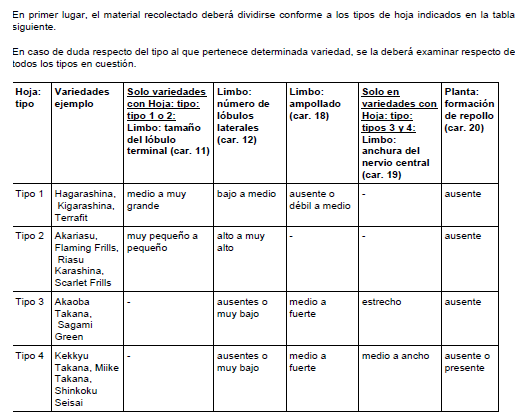 En primer lugar, el material recolectado deberá dividirse conforme a los tipos de hoja indicados en la tabla
siguiente.
En caso de duda respecto del tipo al que pertenece determinada variedad, se la deberá examinar respecto de
todos los tipos en cuestión.
Hoja: tipo | Variedades ejemplo | Solo variedades con Hoja: tipo: tipo 1 o 2: Limbo: tamaño del lóbulo terminal (car. 11) | Limbo: número de lóbulos laterales (car. 12) | Limbo: ampollado (car. 18) | Solo en variedades con Hoja: tipo: tipos 3 y 4: Limbo: anchura del nervio central (car. 19) | Planta: formación de repollo (car. 20)
Tipo 1 | Hagarashina, Kigarashina, Terrafit | medio a muy grande | bajo a medio | ausente o débil a medio | - | ausente
Tipo 2 | Akariasu, Flaming Frills, Riasu Karashina, Scarlet Frills | muy pequeño a pequeño | alto a muy alto | - | - | ausente
Tipo 3 | Akaoba Takana, Sagami Green | - | ausentes o muy bajo | medio a fuerte | estrecho | ausente
Tipo 4 | Kekkyu Takana, Miike Takana, Shinkoku Seisai | - | ausentes o muy bajo | medio a fuerte | medio a ancho | ausente o presente